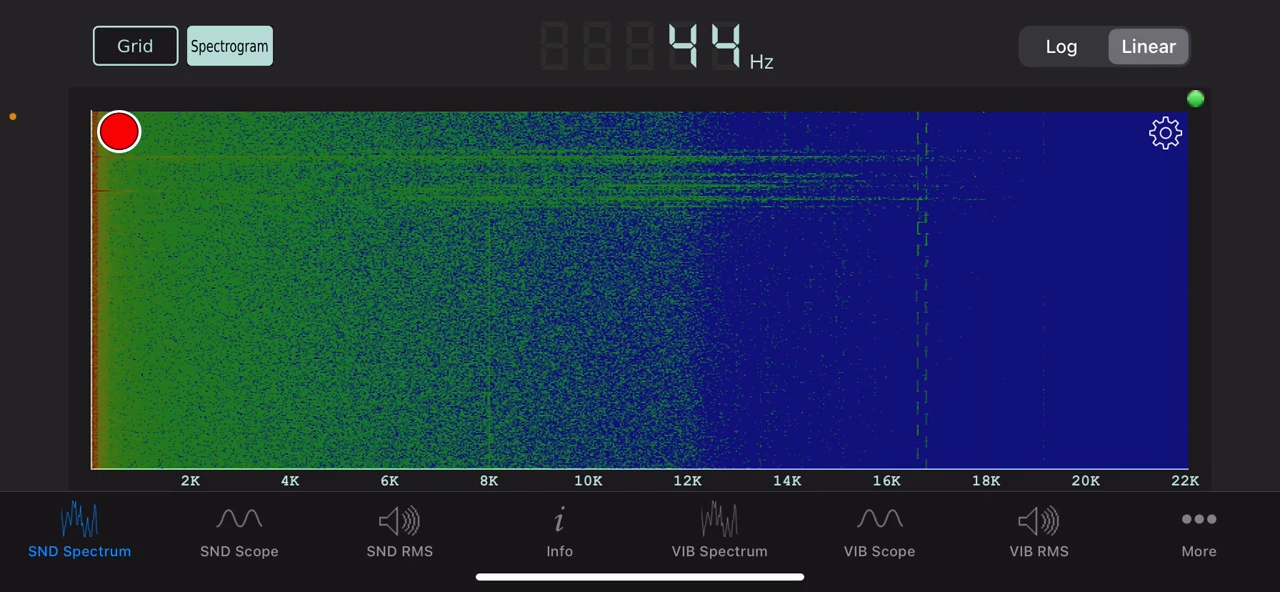 Grid
Spectrogram
44 Hz
Log
Linear
2K 4K 6K 8K 10K 12K 14K 16K 18K 20K 22K
SND Spectrum
SND Scope
SND RMS
i
Info
VIB Spectrum
VIB Scope
VIB RMS
More